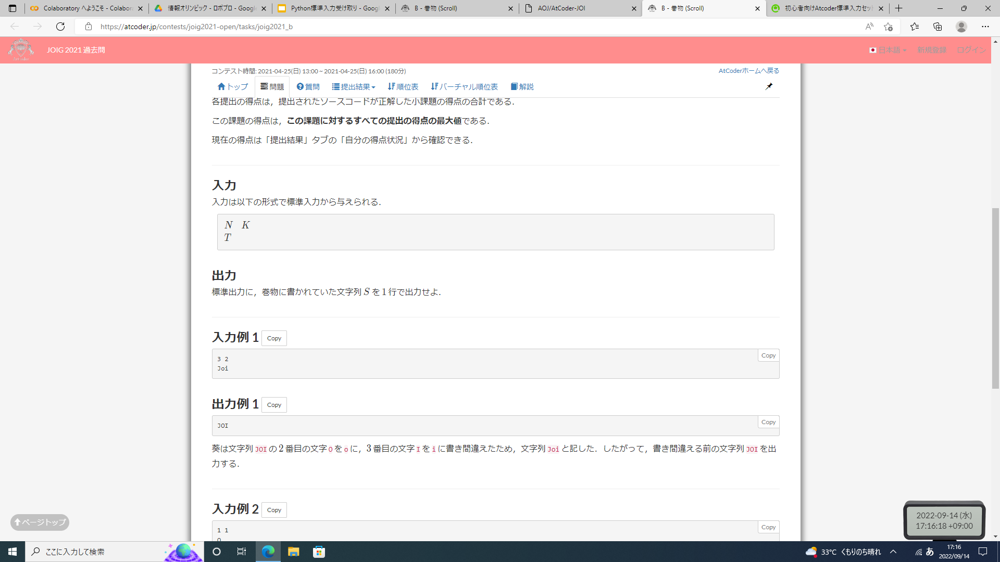 Colaboratory へようこそ - Colabora
情報オリンピック - ロボプロ - Googl
Python標準入力受け取り - Goog
B - 巻物 (Scroll)
AOJ/AtCoder-JOI
B - 巻物 (Scroll)
初心者向けAtcoder標準入力セッ
https://atcoder.jp/contests/joig2021-open/tasks/joig2021_b
JOIG 2021 過去問
日本語
新規登録
ログイン
コンテスト時間: 2021-04-25(日) 13:00 ~ 2021-04-25(日) 16:00 (180分)
AtCoderホームへ戻る
トップ
問題
質問
提出結果
順位表
バーチャル順位表
解説
各提出の得点は，提出されたソースコードが正解した小課題の得点の合計である．
この課題の得点は，この課題に対するすべての提出の得点の最大値である．
現在の得点は「提出結果」タブの「自分の得点状況」から確認できる．
入力
入力は以下の形式で標準入力から与えられる．
N K
T
出力
標準出力に，巻物に書かれていた文字列 S を 1 行で出力せよ．
入力例 1 Copy
Copy
3 2
Joi
出力例 1 Copy
Copy
JOI
葵は文字列 JOI の 2 番目の文字 O を o に，3 番目の文字 I を i に書き間違えたため，文字列 Joi と記した．したがって，書き間違える前の文字列 JOI を出
力する．
入力例 2 Copy
Copy
1 1
ページトップ
2022-09-14 (水)
17:16:18 +09:00
ここに入力して検索
33°C くもりのち晴れ
あ
17:16
2022/09/14